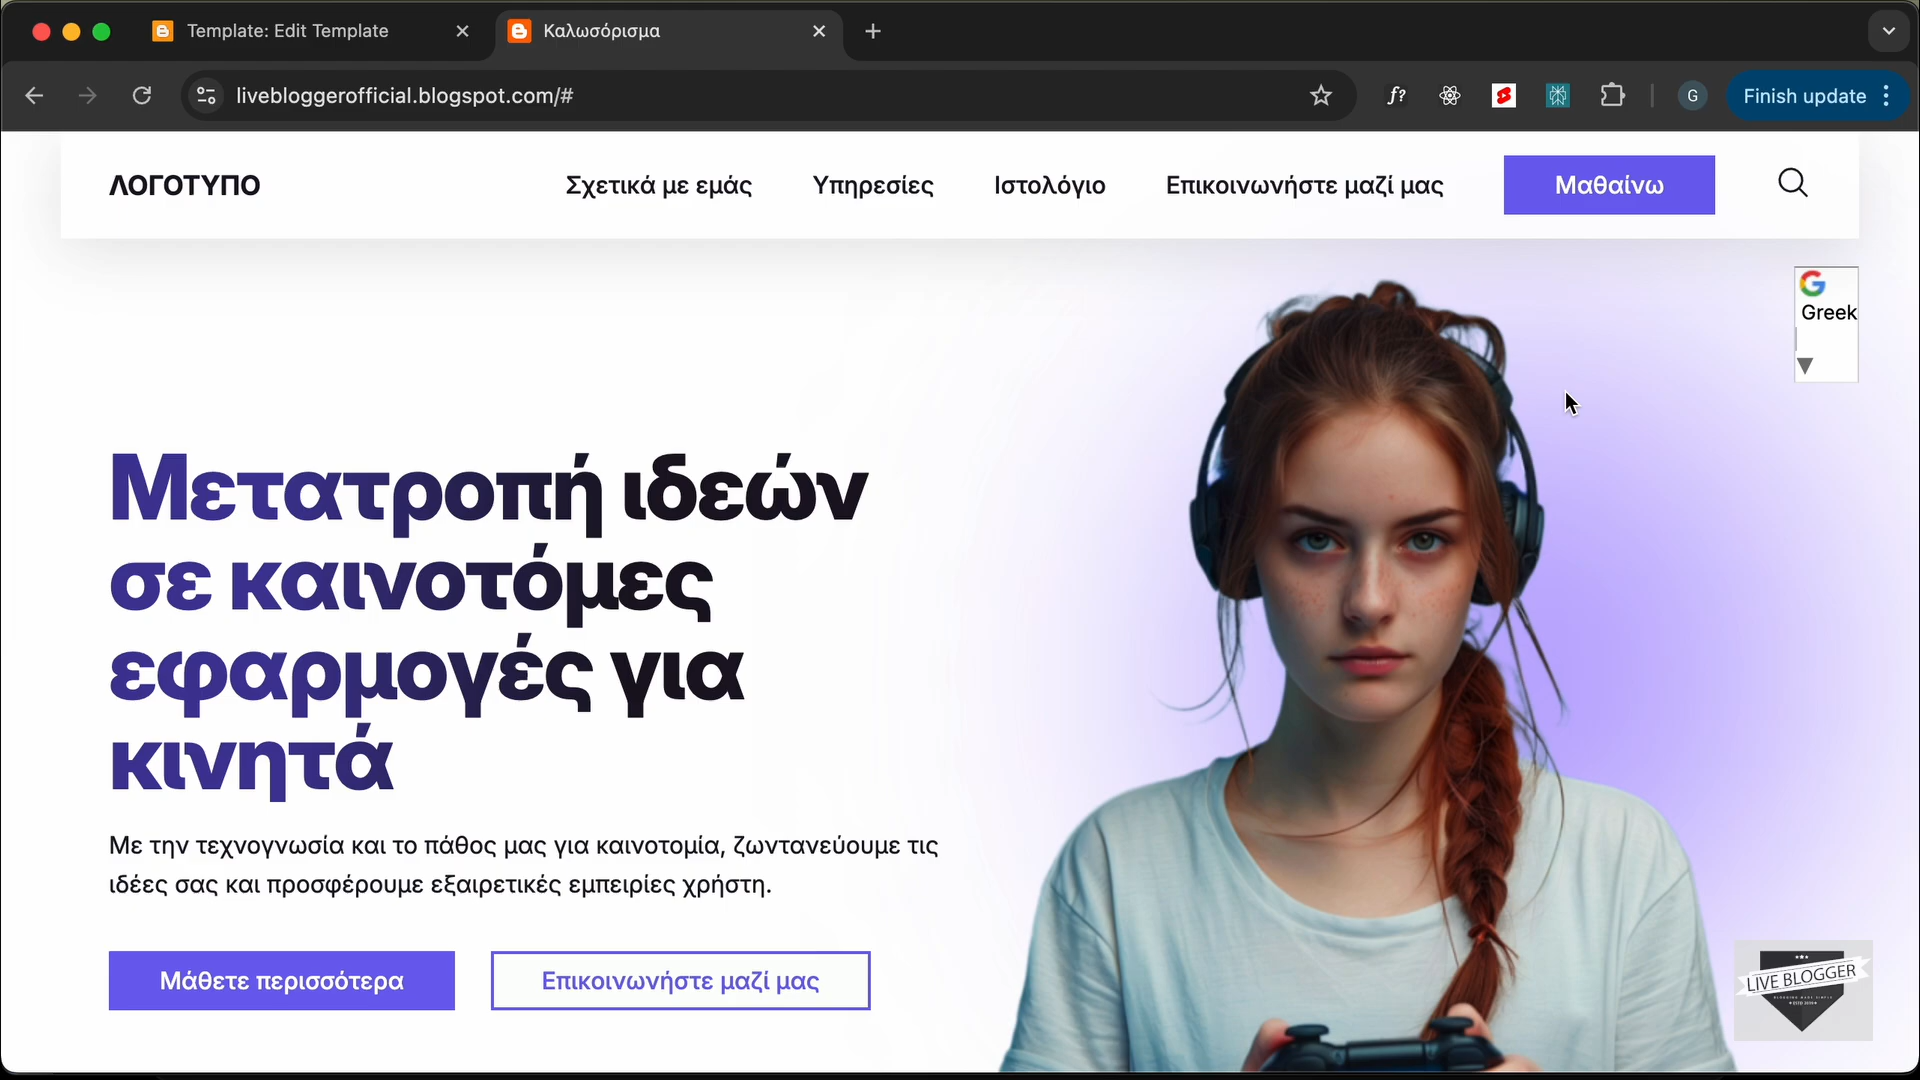 Template: Edit Template
Καλωσόρισμα
livebloggerofficial.blogspot.com/#
f?
G
Finish update
ΛΟΓΟΤΥΠΟ
Σχετικά με εμάς
Υπηρεσίες
Ιστολόγιο
Επικοινωνήστε μαζί μας
Μαθαίνω
Greek
▼
Μετατροπή ιδεών
σε καινοτόμες
εφαρμογές για
κινητά
Με την τεχνογνωσία και το πάθος μας για καινοτομία, ζωντανεύουμε τις
ιδέες σας και προσφέρουμε εξαιρετικές εμπειρίες χρήστη.
Μάθετε περισσότερα
Επικοινωνήστε μαζί μας
LIVE BLOGGER